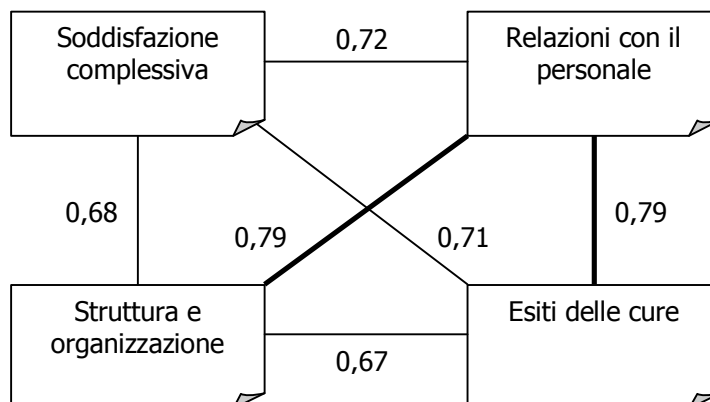 Soddisfazione
complessiva
0,72
Relazioni con il
personale
0,68
0,79
0,71
0,79
Struttura e
organizzazione
0,67
Esiti delle cure